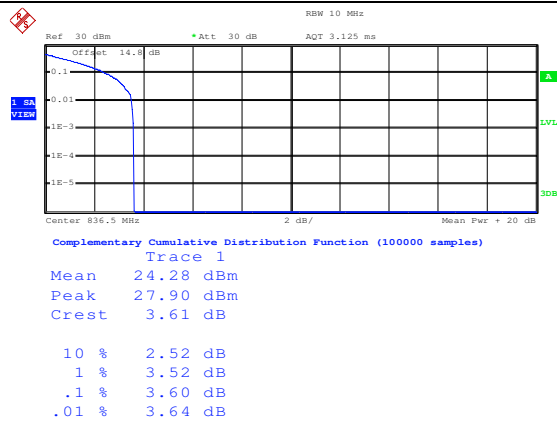 RBW 10 MHz
Ref 30 dBm *Att 30 dB AQT 3.125 ms
Offset 14.8 dB
0.1
A
1 SA
VIEW
0.01
1E-3
LVL
1E-4
1E-5
3DB
Center 836.5 MHz 2 dB/ Mean Pwr + 20 dB
Complementary Cumulative Distribution Function (100000 samples)
Trace 1
Mean 24.28 dBm
Peak 27.90 dBm
Crest 3.61 dB
10 % 2.52 dB
1 % 3.52 dB
.1 % 3.60 dB
.01 % 3.64 dB